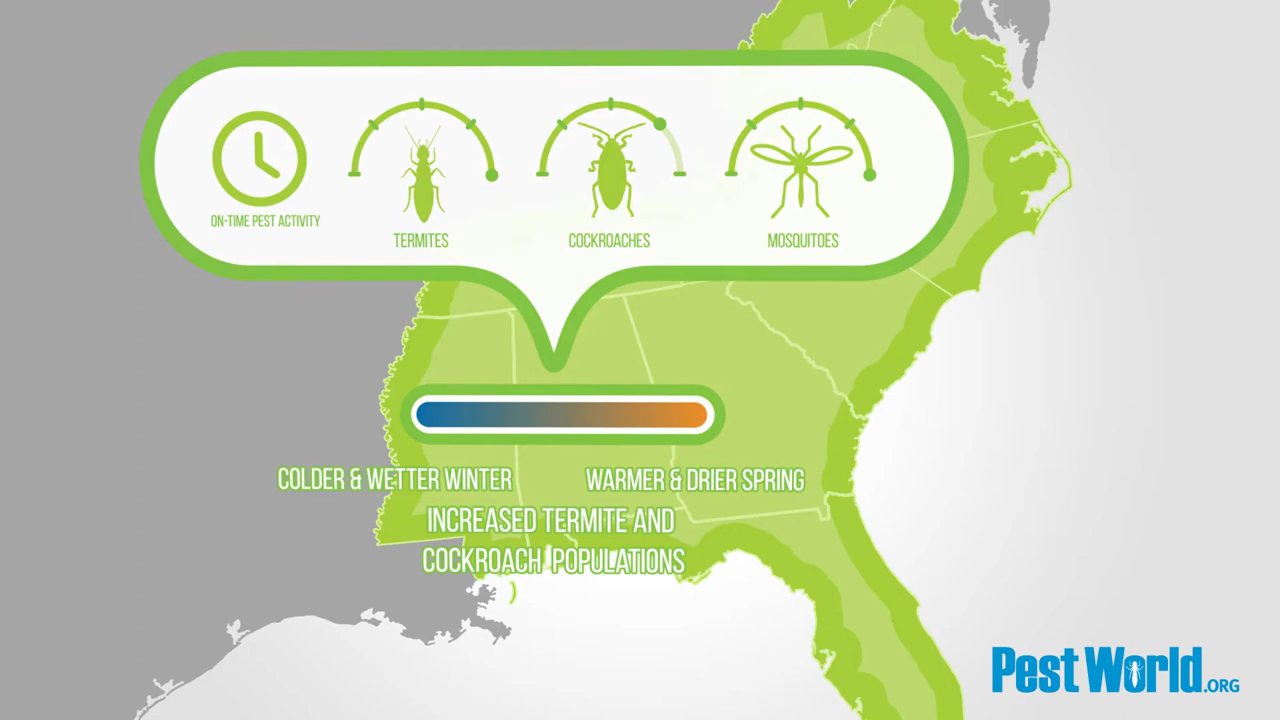 ON-TIME PEST ACTIVITY
TERMITES
COCKROACHES
MOSQUITOES
COLDER & WETTER WINTER
WARMER & DRIER SPRING
INCREASED TERMITE AND
COCKROACH POPULATIONS
PestWorld.ORG